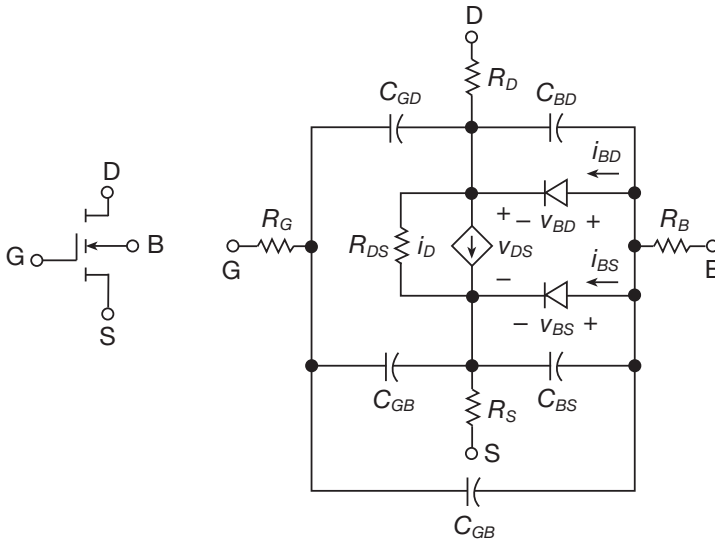 D
R_D
C_GD
C_BD
i_BD
D
+
− v_BD +
R_G
R_DS
i_D
v_DS
R_B
G
B
G
B
i_BS
−
− v_BS +
S
C_GB
R_S
C_BS
S
C_GB